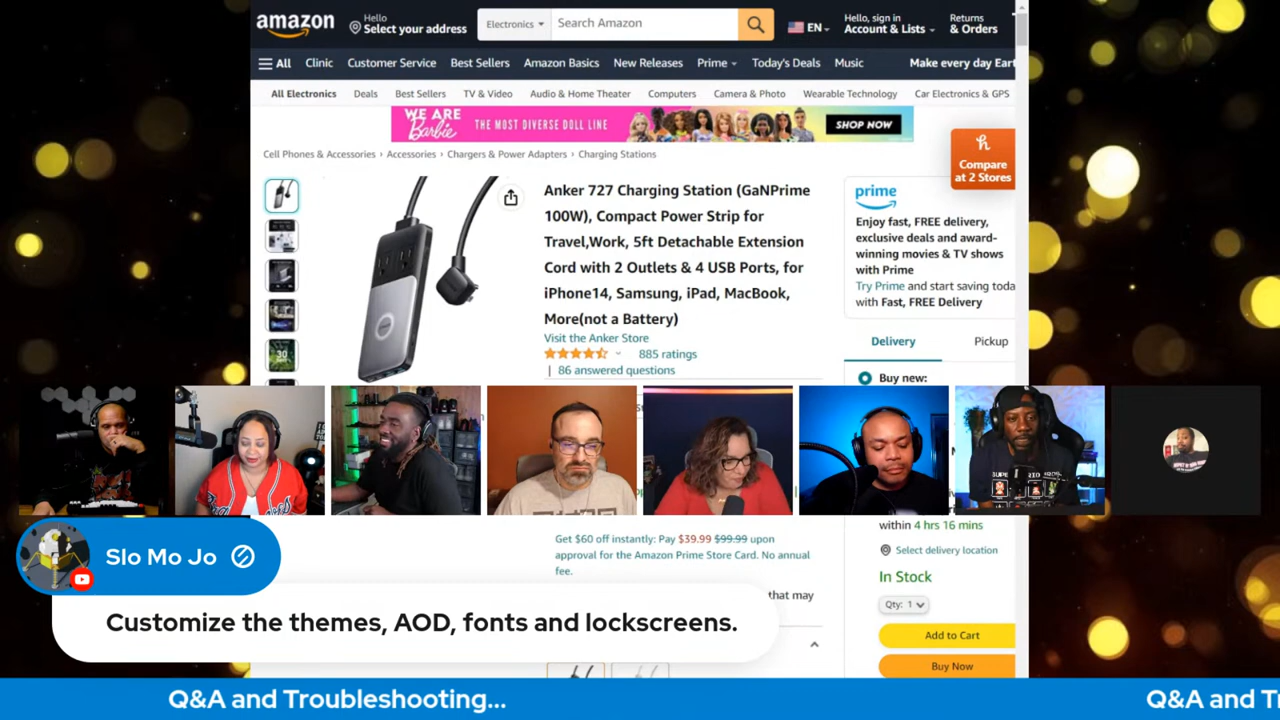 amazon
Hello
Select your address
Electronics
Search Amazon
EN
Hello, sign in
Account & Lists
Returns
& Orders
All
Clinic
Customer Service
Best Sellers
Amazon Basics
New Releases
Prime
Today's Deals
Music
Make every day Eart
All Electronics
Deals
Best Sellers
TV & Video
Audio & Home Theater
Computers
Camera & Photo
Wearable Technology
Car Electronics & GPS
WE ARE
Barbie
THE MOST DIVERSE DOLL LINE
SHOP NOW
Cell Phones & Accessories › Accessories › Chargers & Power Adapters › Charging Stations
h
Compare
at 2 Stores
Anker 727 Charging Station (GaNPrime
100W), Compact Power Strip for
Travel,Work, 5ft Detachable Extension
Cord with 2 Outlets & 4 USB Ports, for
iPhone14, Samsung, iPad, MacBook,
More(not a Battery)
Visit the Anker Store
885 ratings
| 86 answered questions
prime
Enjoy fast, FREE delivery,
exclusive deals and award-
winning movies & TV shows
with Prime
Try Prime and start saving toda
with Fast, FREE Delivery
Delivery
Pickup
Buy new:
30
within 4 hrs 16 mins
Select delivery location
In Stock
Qty: 1
Add to Cart
Buy Now
Get $60 off instantly: Pay $39.99 $99.99 upon
approval for the Amazon Prime Store Card. No annual
fee.
that may
Slo Mo Jo
Customize the themes, AOD, fonts and lockscreens.
Q&A and Troubleshooting...
Q&A and Tr